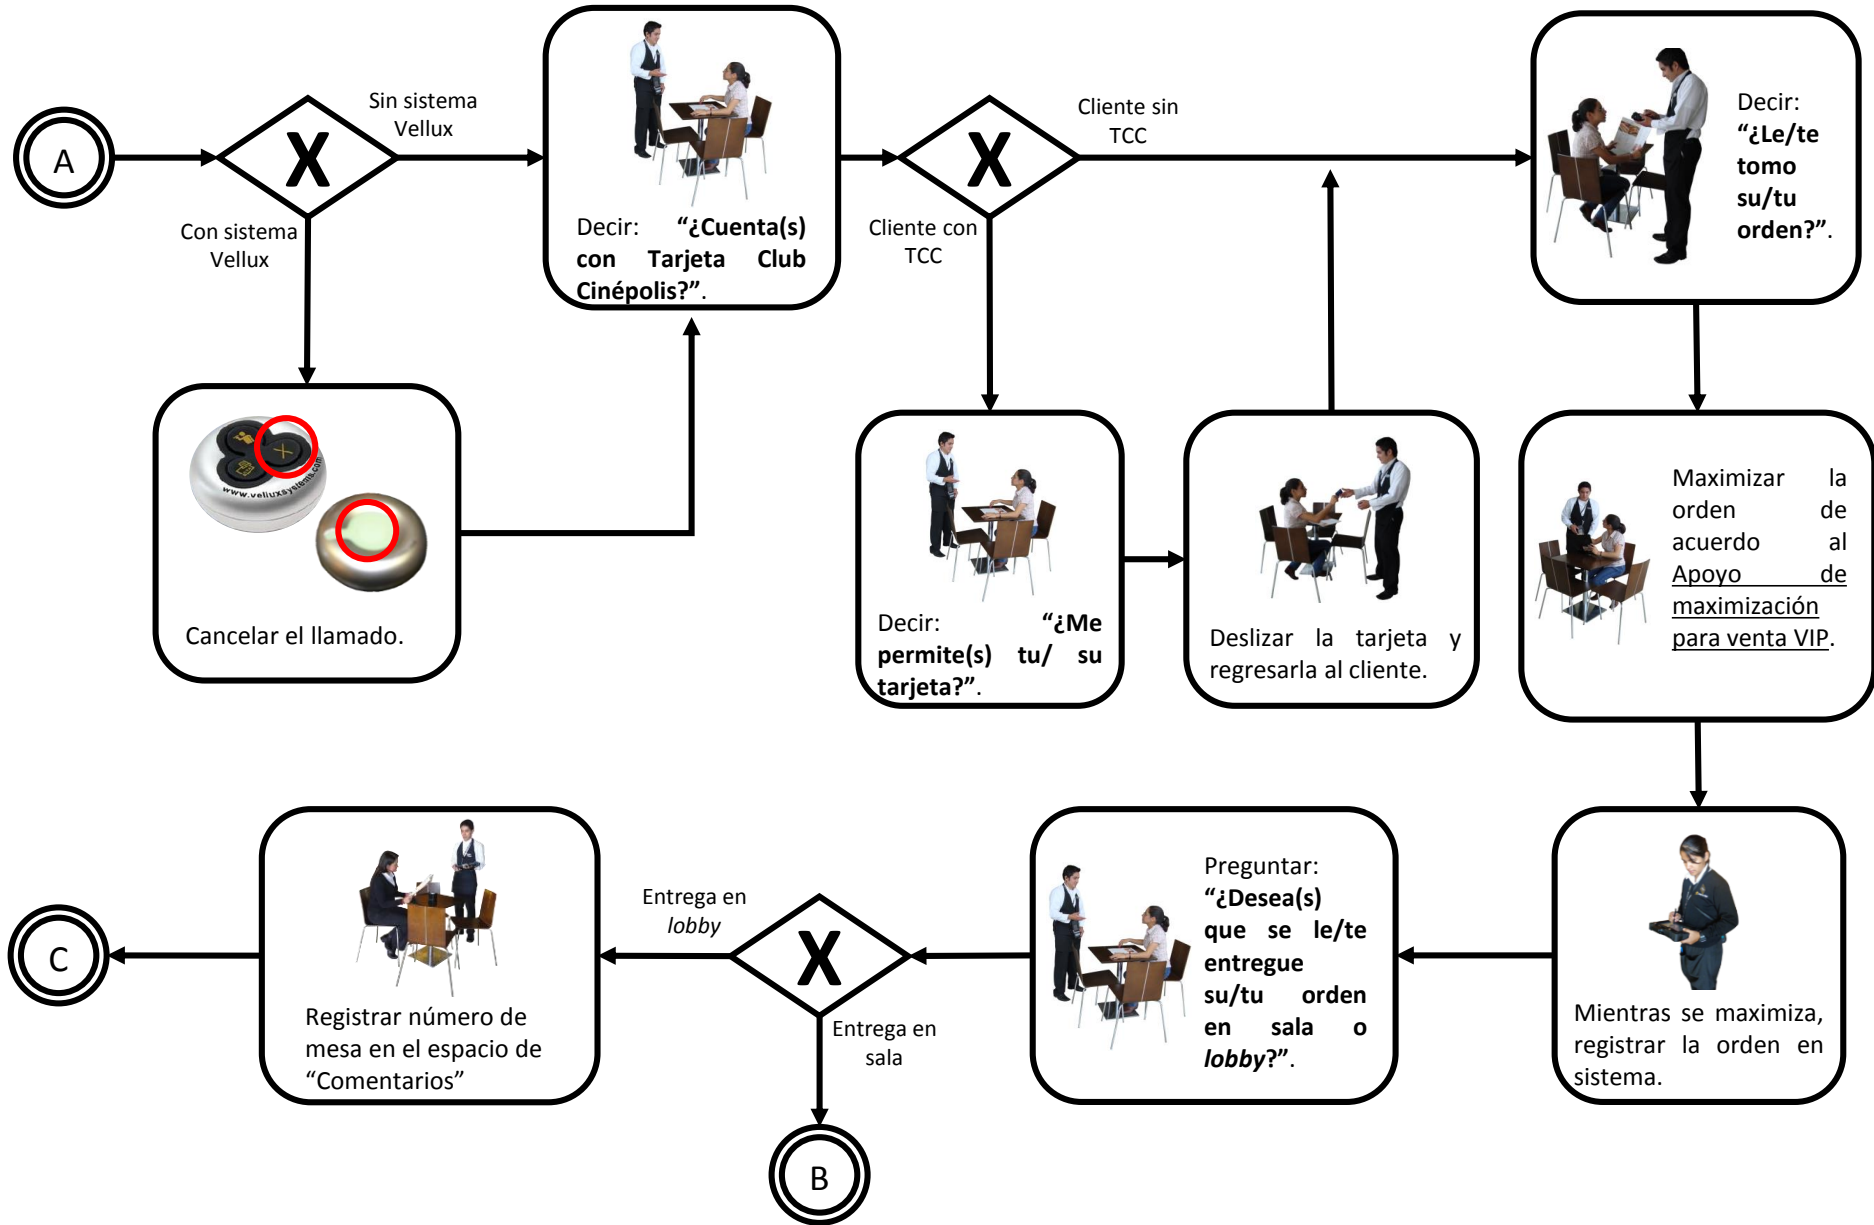 A
X
Sin sistema
Vellux
Con sistema
Vellux
Decir: “¿Cuenta(s)
con Tarjeta Club
Cinépolis?”.
X
Cliente sin
TCC
Cliente con
TCC
Decir:
“¿Le/te
tomo
su/tu
orden?”.
X
www.velluxsystems.com
Cancelar el llamado.
Decir: “¿Me
permite(s) tu/ su
tarjeta?”.
Deslizar la tarjeta y
regresarla al cliente.
Maximizar la
orden de
acuerdo al
Apoyo de
maximización
para venta VIP.
Mientras se maximiza,
registrar la orden en
sistema.
Preguntar:
“¿Desea(s)
que se le/te
entregue
su/tu orden
en sala o
lobby?”.
X
Entrega en
lobby
Entrega en
sala
Registrar número de
mesa en el espacio de
“Comentarios”
C
B